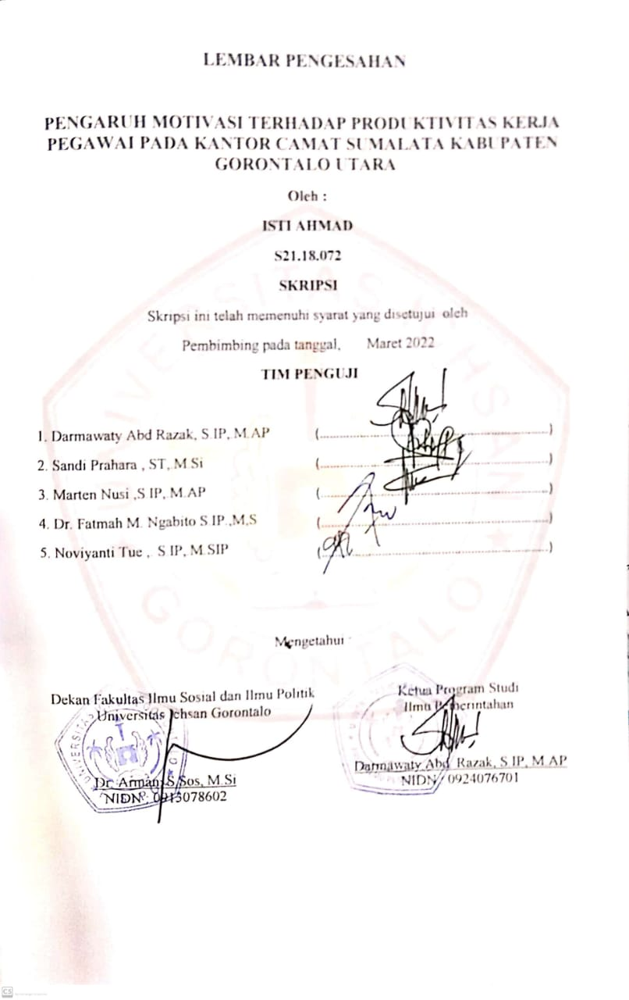 LEMBAR PENGESAHAN
PENGARUH MOTIVASI TERHADAP PRODUKTIVITAS KERJA
PEGAWAI PADA KANTOR CAMAT SUMALATA KABUPATEN
GORONTALO UTARA
Oleh :
ISTI AHMAD
S21.18.072
SKRIPSI
Skripsi ini telah memenuhi syarat yang disetujui oleh
Pembimbing pada tanggal, Maret 2022
TIM PENGUJI
1. Darmawaty Abd Razak, S.IP, M.AP (..........)
2. Sandi Prahara , ST, M.Si (..........)
3. Marten Nusi ,S.IP, M.AP (..........)
4. Dr. Fatmah M. Ngabito S.IP.,M,S (..........)
5. Noviyanti Tue , S.IP, M.SIP (..........)
Mengetahui
Dekan Fakultas Ilmu Sosial dan Ilmu Politik
Universitas Ichsan Gorontalo
Dr. Arman, S.Sos, M.Si
NIDN: 0913078602
Ketua Program Studi
Ilmu Pemerintahan
Darmawaty Abd. Razak, S.IP, M.AP
NIDN: 0924076701
UNIVERSITAS ICHSAN
GORONTALO
CS